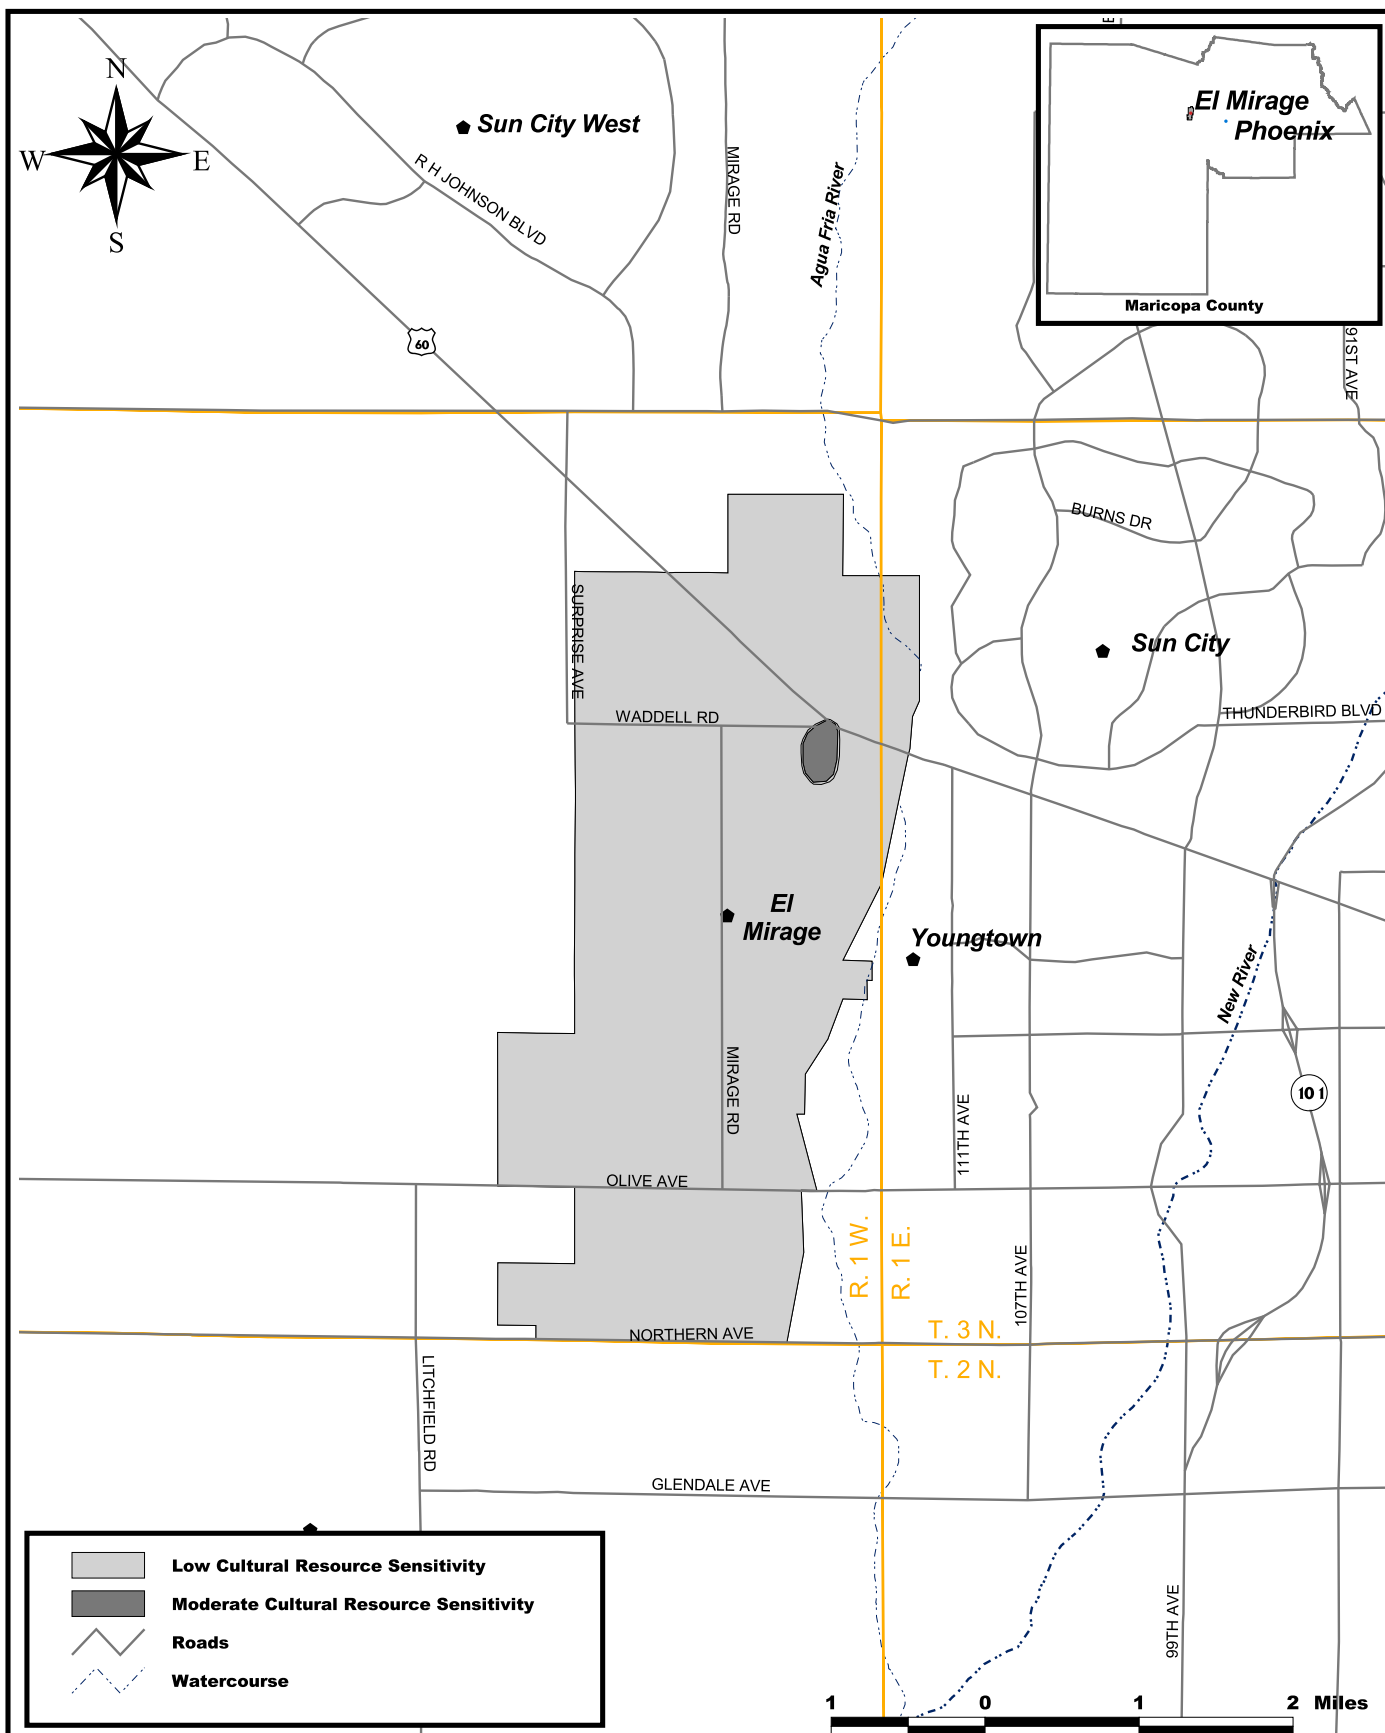 N
W
E
S
Sun City West
R H JOHNSON BLVD
MIRAGE RD
Agua Fria River
E
El Mirage
Phoenix
Maricopa County
60
91ST AVE
BURNS DR
SURPRISE AVE
Sun City
WADDELL RD
THUNDERBIRD BLVD
El
Mirage
Youngtown
New River
MIRAGE RD
101
111TH AVE
OLIVE AVE
R. 1 W.
R. 1 E.
107TH AVE
T. 3 N.
NORTHERN AVE
T. 2 N.
LITCHFIELD RD
GLENDALE AVE
Low Cultural Resource Sensitivity
Moderate Cultural Resource Sensitivity
Roads
Watercourse
99TH AVE
1 0 1 2 Miles